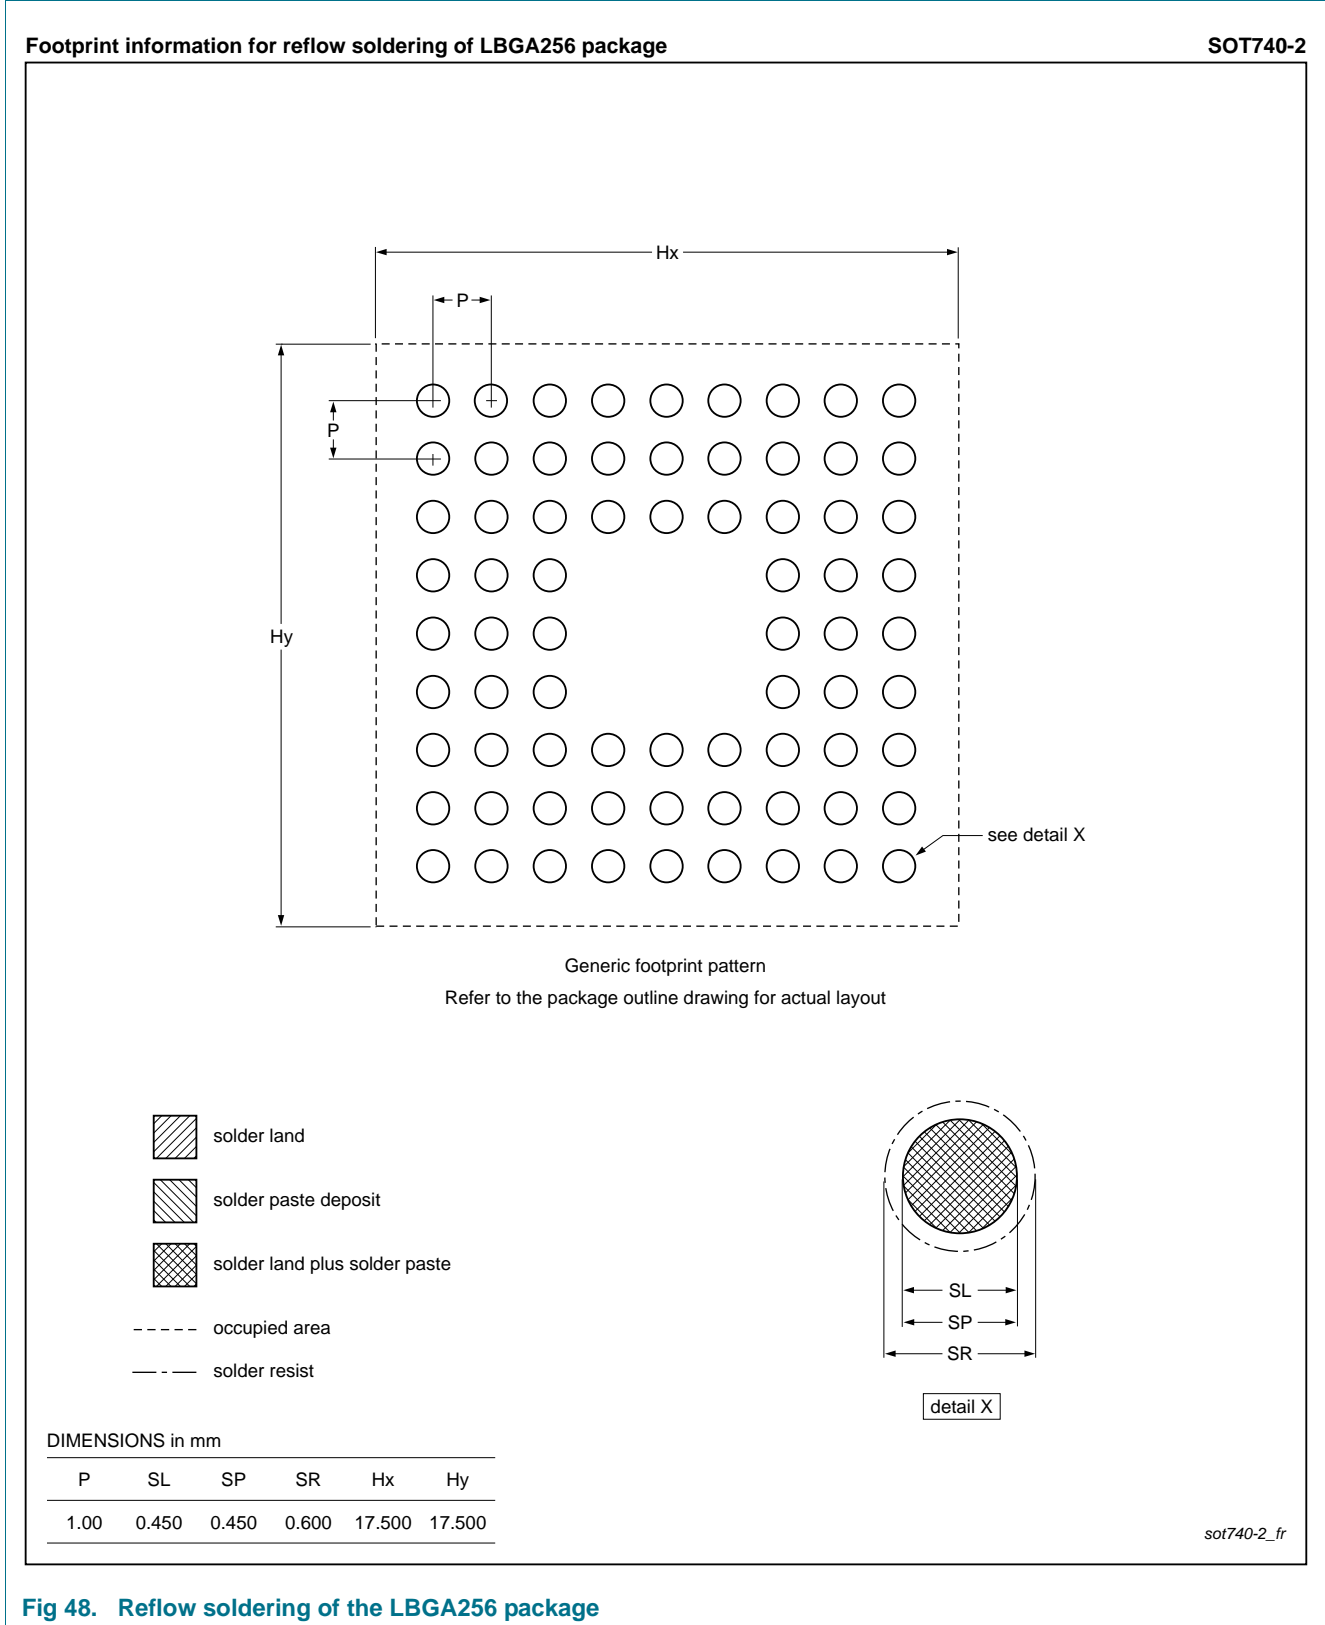 Footprint information for reflow soldering of LBGA256 package SOT740-2
Hx
P
P
Hy
see detail X
Generic footprint pattern
Refer to the package outline drawing for actual layout
solder land
solder paste deposit
solder land plus solder paste
occupied area
solder resist
SL
SP
SR
detail X
DIMENSIONS in mm
P SL SP SR Hx Hy
1.00 0.450 0.450 0.600 17.500 17.500
sot740-2_fr
Fig 48. Reflow soldering of the LBGA256 package